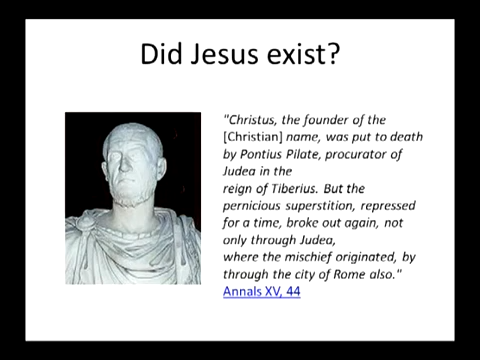 Did Jesus exist?
"Christus, the founder of the
[Christian] name, was put to death
by Pontius Pilate, procurator of
Judea in the
reign of Tiberius. But the
pernicious superstition, repressed
for a time, broke out again, not
only through Judea,
where the mischief originated, by
through the city of Rome also."
Annals XV, 44